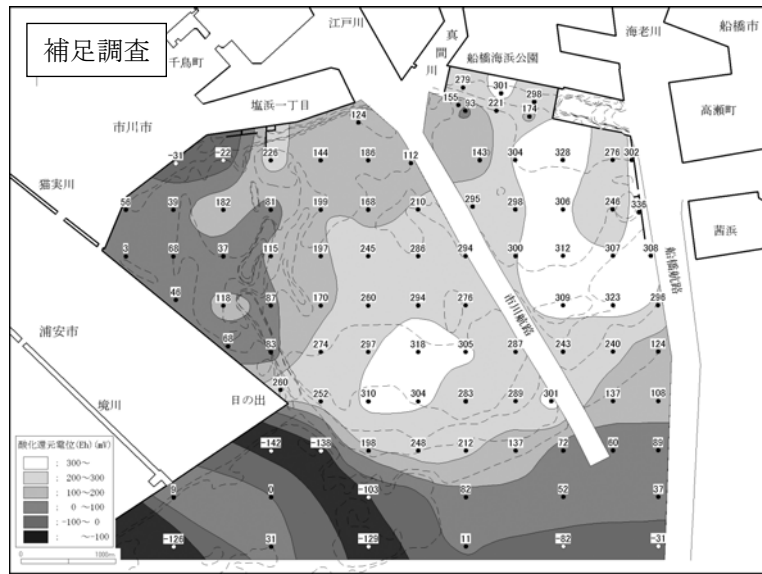 補足調査
江戸川
真間川
船橋海浜公園
海老川
船橋市
千鳥町
塩浜一丁目
高瀬町
市川市
猫実川
茜浜
船橋航路
市川航路
浦安市
境川
日の出
279 301 298
155 93 221 174
124
-31 -22 226 144 186 112 143 304 328 276 302
56 39 182 81 199 168 210 295 298 306 246 336
3 68 37 115 197 245 286 294 300 312 307 308
46 118 87 170 260 294 276 309 323 296
68 83 274 297 318 305 287 243 240 124
260 252 310 304 283 289 301 137 108
-142 -138 198 248 212 137 72 60 89
9 0 -103 82 52 37
-126 31 -129 11 -82 -31
酸化還元電位(Eh)(mV)
: 300~
: 200~300
: 100~200
: 0~100
: -100~ 0
: ~-100
0 1000m